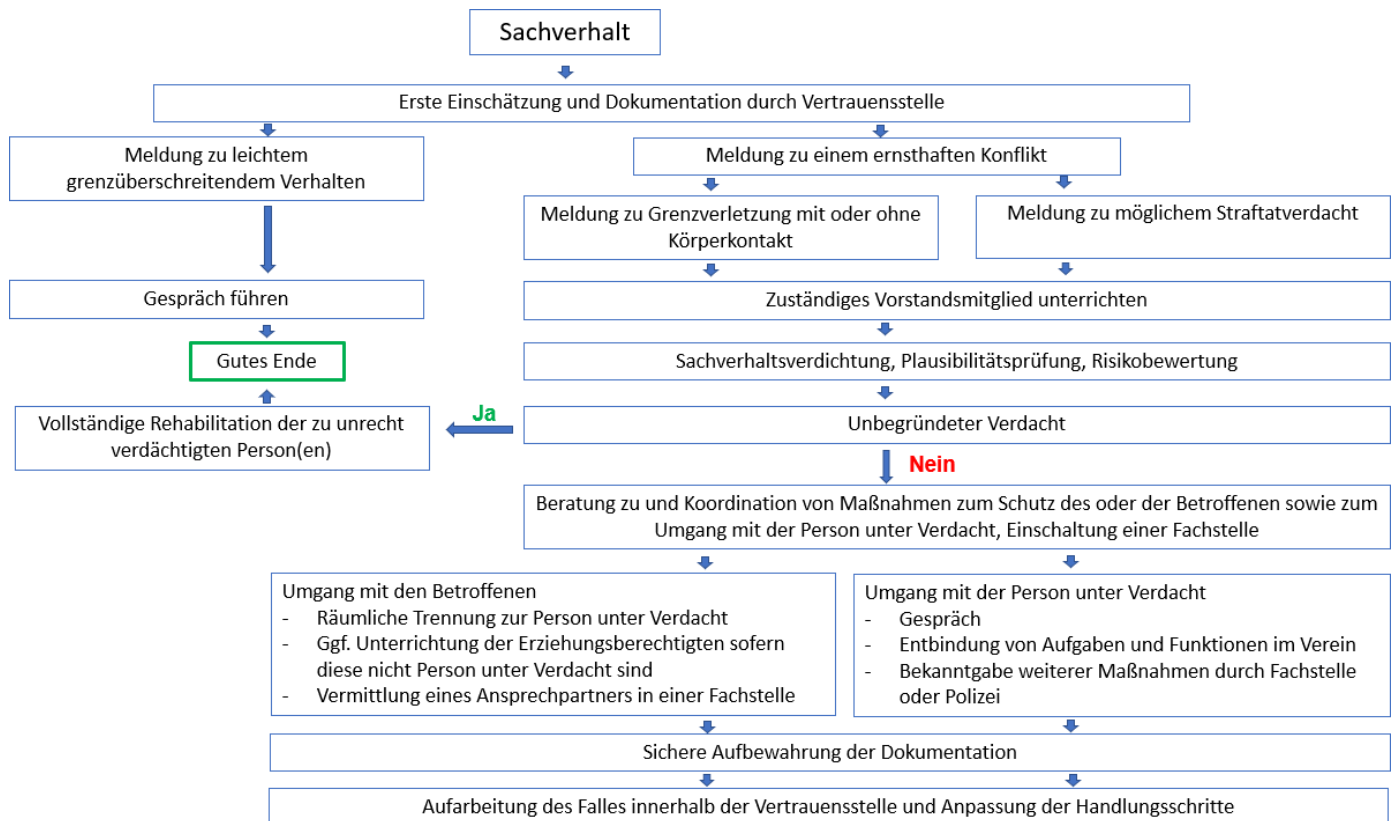 Sachverhalt
Erste Einschätzung und Dokumentation durch Vertrauensstelle
Meldung zu leichtem
grenzüberschreitendem Verhalten
Meldung zu einem ernsthaften Konflikt
Meldung zu Grenzverletzung mit oder ohne
Körperkontakt
Meldung zu möglichem Straftatverdacht
Gespräch führen
Zuständiges Vorstandsmitglied unterrichten
Gutes Ende
Sachverhaltsverdichtung, Plausibilitätsprüfung, Risikobewertung
Vollständige Rehabilitation der zu unrecht
verdächtigten Person(en)
Ja
Unbegründeter Verdacht
Nein
Beratung zu und Koordination von Maßnahmen zum Schutz des oder der Betroffenen sowie zum
Umgang mit der Person unter Verdacht, Einschaltung einer Fachstelle
Umgang mit den Betroffenen
- Räumliche Trennung zur Person unter Verdacht
- Ggf. Unterrichtung der Erziehungsberechtigten sofern
diese nicht Person unter Verdacht sind
- Vermittlung eines Ansprechpartners in einer Fachstelle
Umgang mit der Person unter Verdacht
- Gespräch
- Entbindung von Aufgaben und Funktionen im Verein
- Bekanntgabe weiterer Maßnahmen durch Fachstelle
oder Polizei
Sichere Aufbewahrung der Dokumentation
Aufarbeitung des Falles innerhalb der Vertrauensstelle und Anpassung der Handlungsschritte